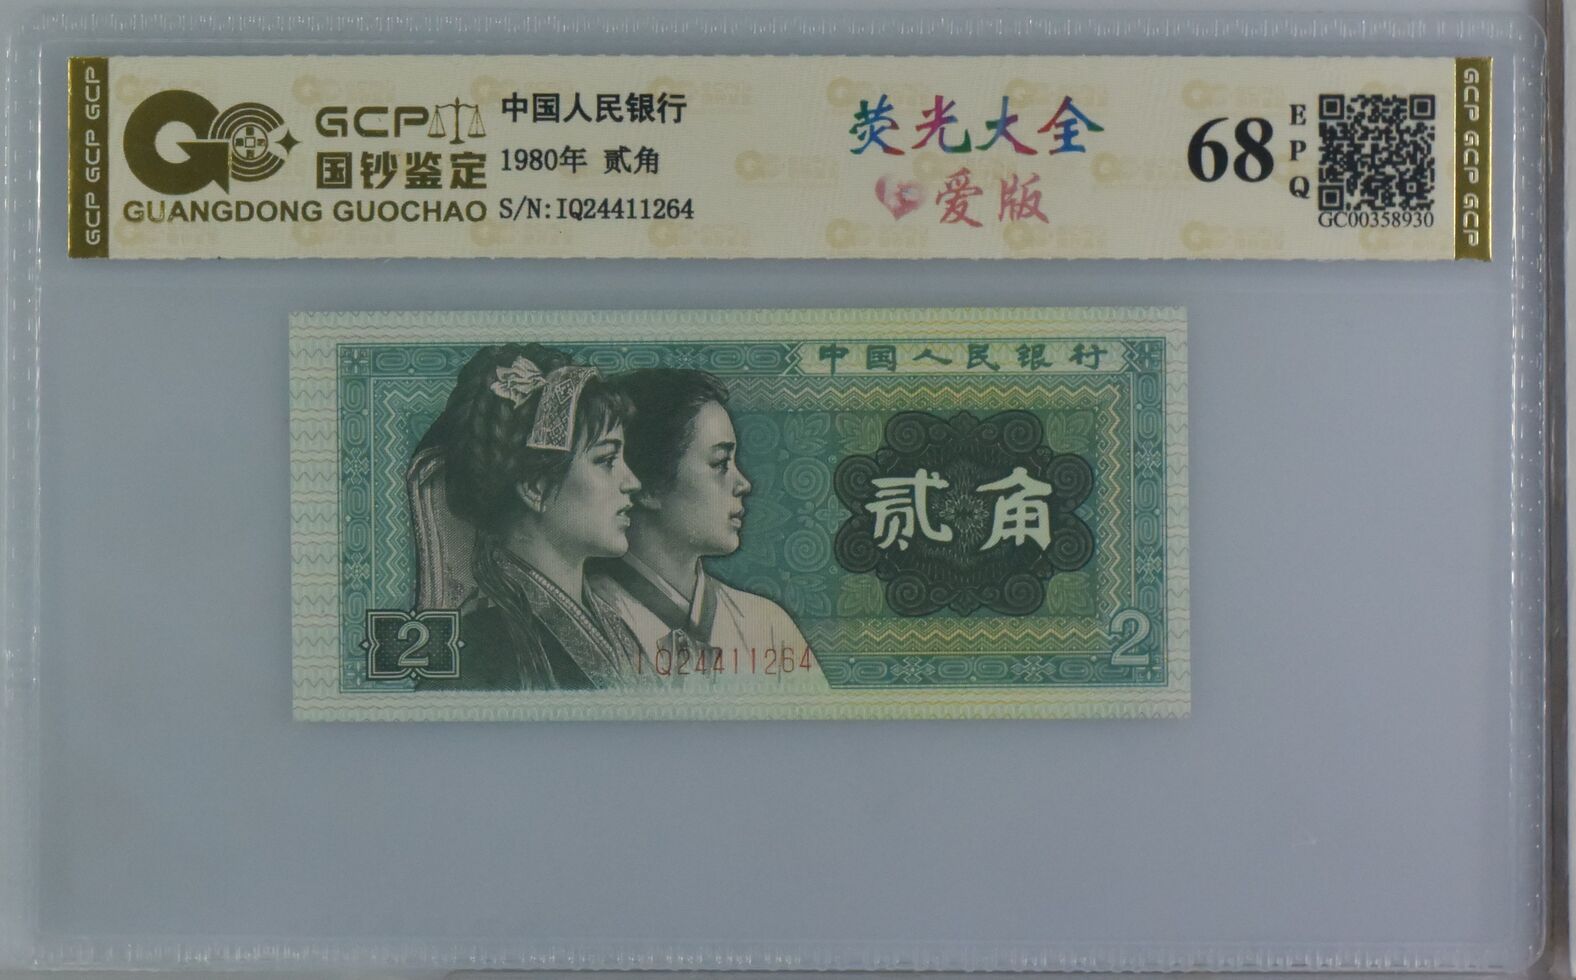 GCP GCP GCP
GCP
国钞鉴定
GUANGDONG GUOCHAO
中国人民银行
1980年 贰角
S/N:IQ24411264
荧光大全
爱版
68
EPQ
GC00358930
GCP GCP GCP
中国人民银行
贰角
2
2
IQ24411264